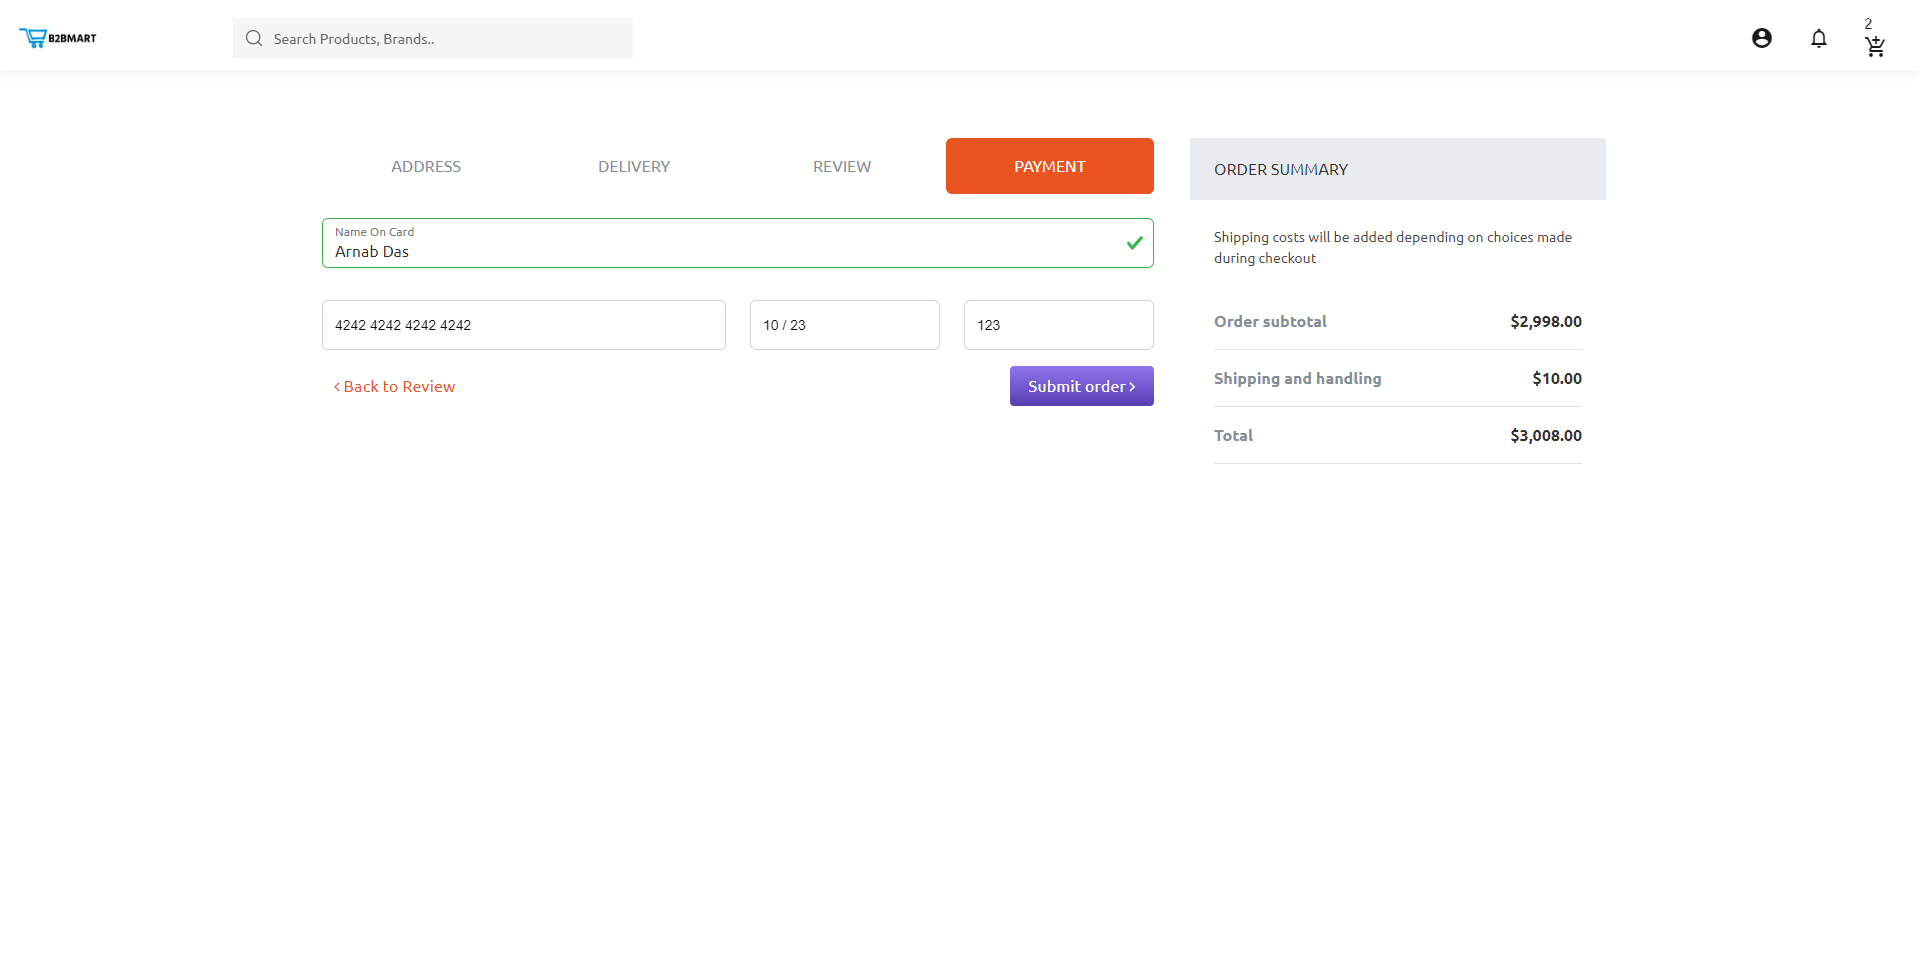 B2BMART
Search Products, Brands..
2
ADDRESS
DELIVERY
REVIEW
PAYMENT
Name On Card
Arnab Das
4242 4242 4242 4242
10 / 23
123
Back to Review
Submit order
ORDER SUMMARY
Shipping costs will be added depending on choices made
during checkout
Order subtotal $2,998.00
Shipping and handling $10.00
Total $3,008.00